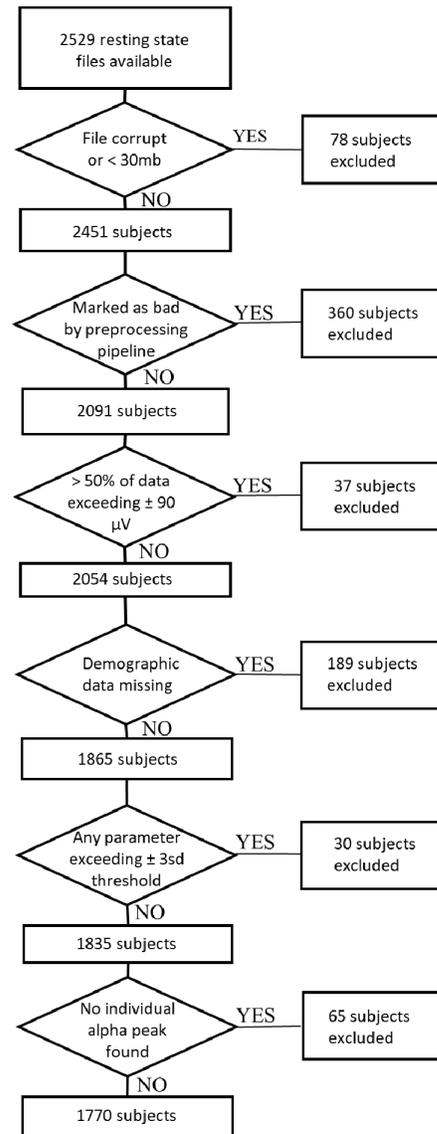 2529 resting state
files available
File corrupt
or < 30mb
YES
78 subjects
excluded
NO
2451 subjects
Marked as bad
by preprocessing
pipeline
YES
360 subjects
excluded
NO
2091 subjects
> 50% of data
exceeding ± 90
µV
YES
37 subjects
excluded
NO
2054 subjects
Demographic
data missing
YES
189 subjects
excluded
NO
1865 subjects
Any parameter
exceeding ± 3sd
threshold
YES
30 subjects
excluded
NO
1835 subjects
No individual
alpha peak
found
YES
65 subjects
excluded
NO
1770 subjects